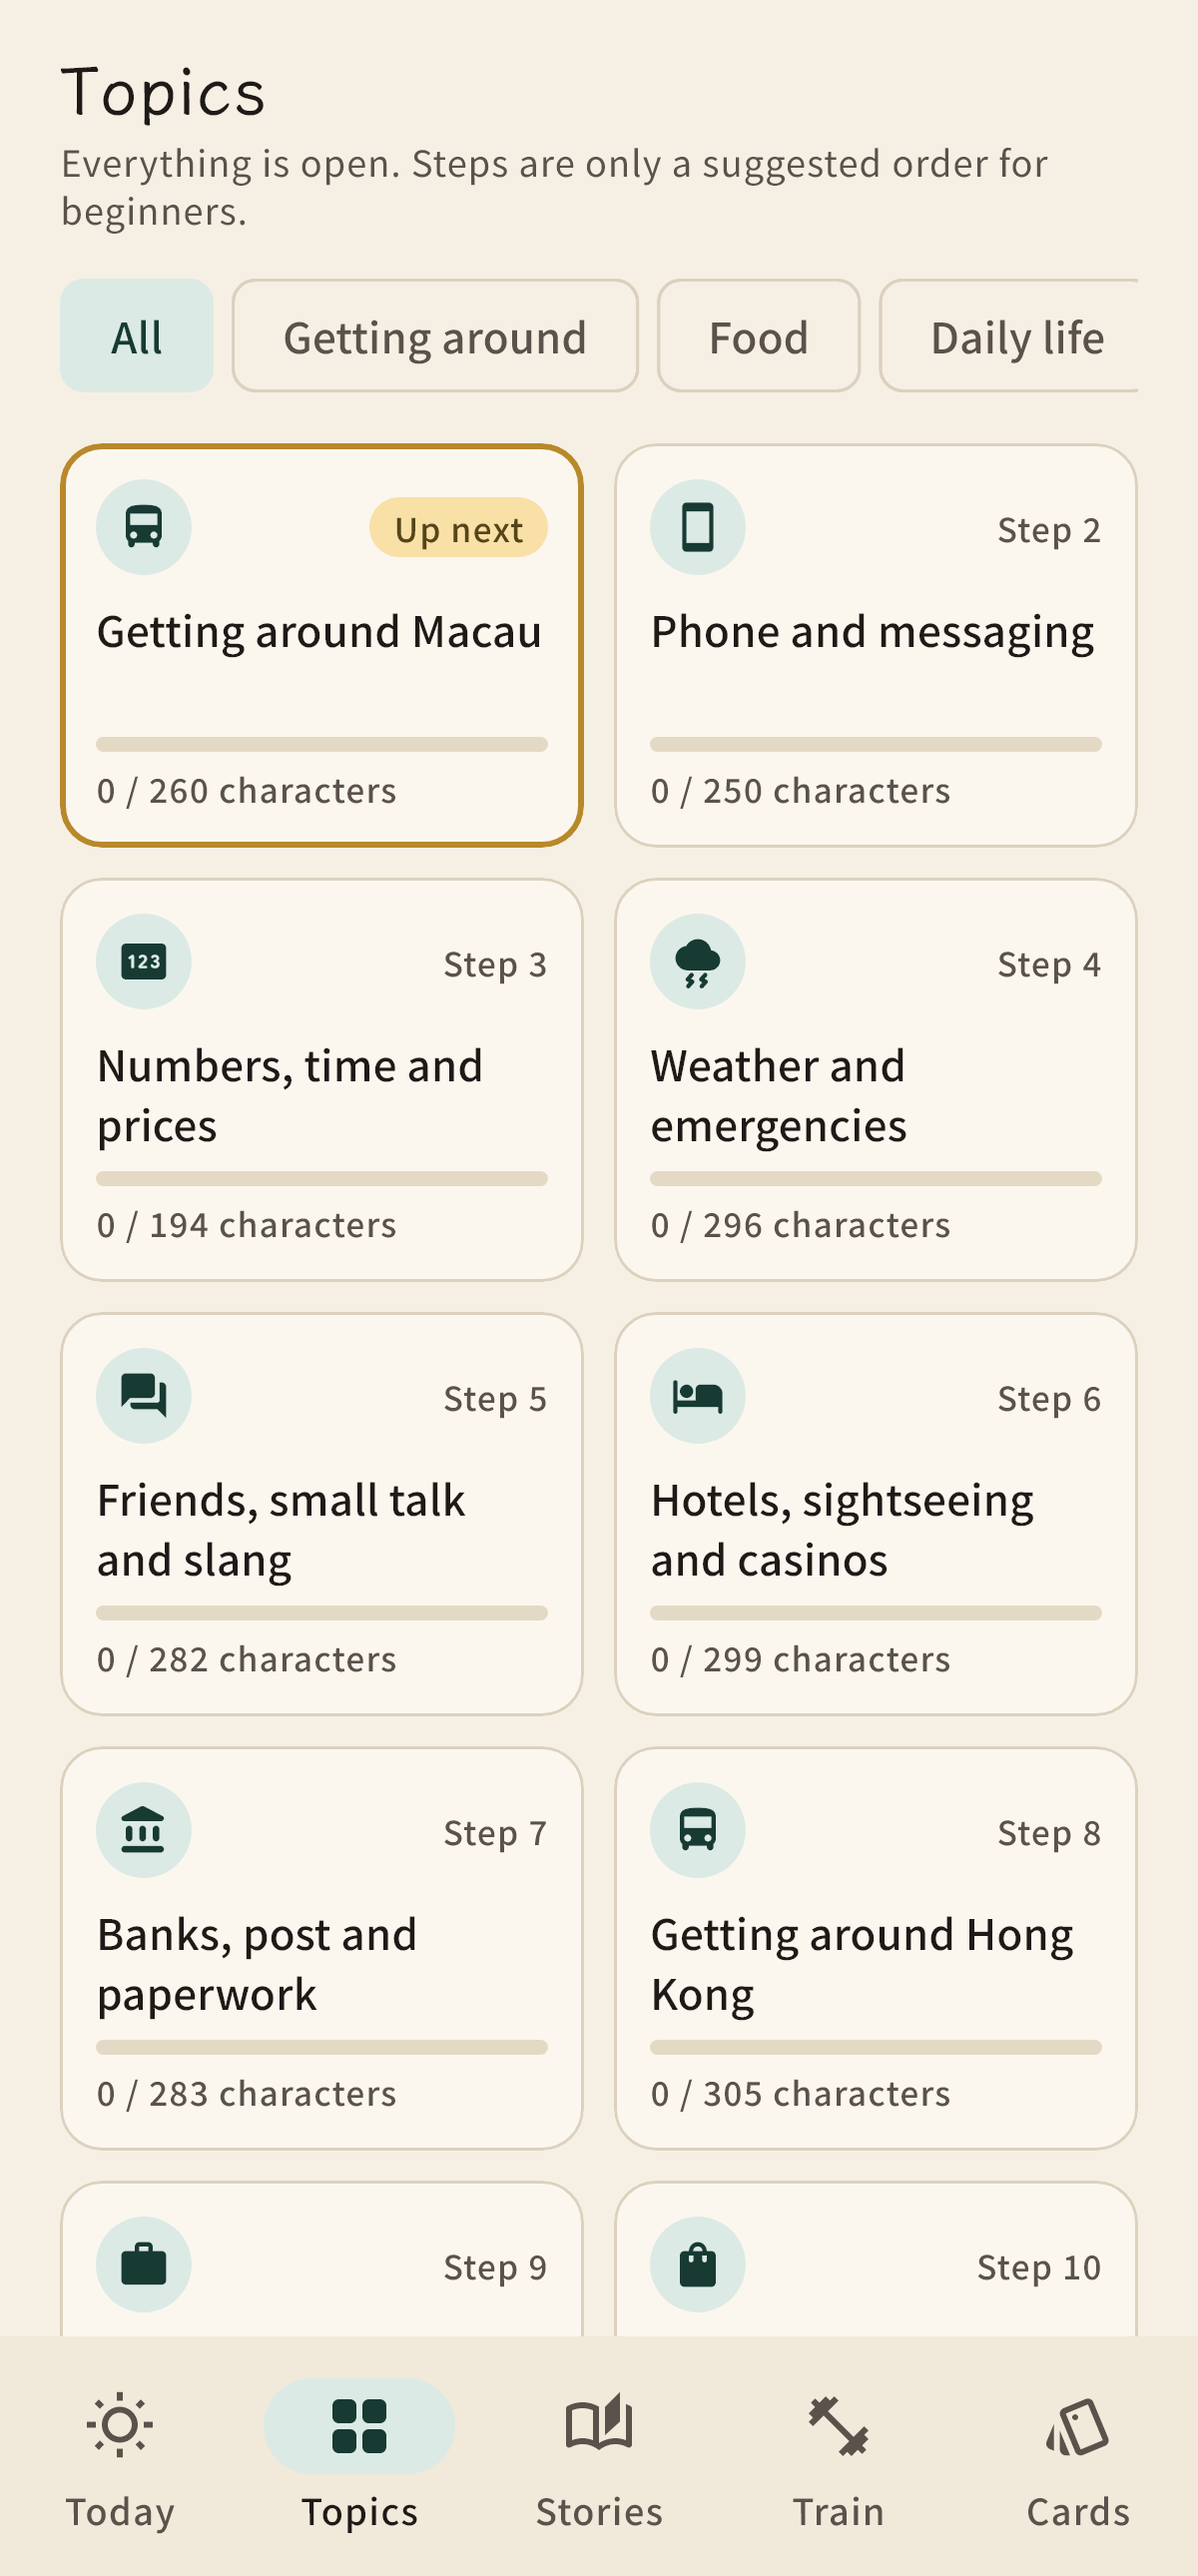 Topics
Everything is open. Steps are only a suggested order for
beginners.
All
Getting around
Food
Daily life
Up next
Getting around Macau
0 / 260 characters
Step 2
Phone and messaging
0 / 250 characters
123
Step 3
Numbers, time and
prices
0 / 194 characters
Step 4
Weather and
emergencies
0 / 296 characters
Step 5
Friends, small talk
and slang
0 / 282 characters
Step 6
Hotels, sightseeing
and casinos
0 / 299 characters
Step 7
Banks, post and
paperwork
0 / 283 characters
Step 8
Getting around Hong
Kong
0 / 305 characters
Step 9
Step 10
Today
Topics
Stories
Train
Cards